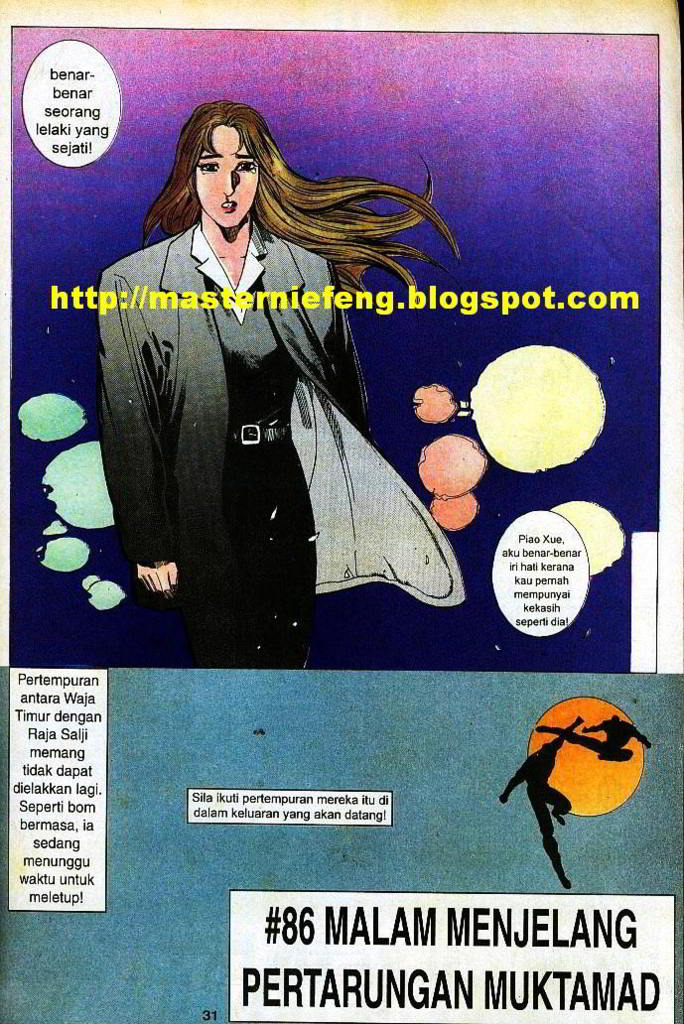 benar-
benar
seorang
lelaki yang
sejati!
http://masterniefeng.blogspot.com
Piao Xue,
aku benar-benar
iri hati kerana
kau pernah
mempunyai
kekasih
seperti dia!
Pertempuran
antara Waja
Timur dengan
Raja Salji
memang
tidak dapat
dielakkan lagi.
Seperti bom
bermasa, ia
sedang
menunggu
waktu untuk
meletup!
Sila ikuti pertempuran mereka itu di
dalam keluaran yang akan datang!
#86 MALAM MENJELANG
PERTARUNGAN MUKTAMAD
31